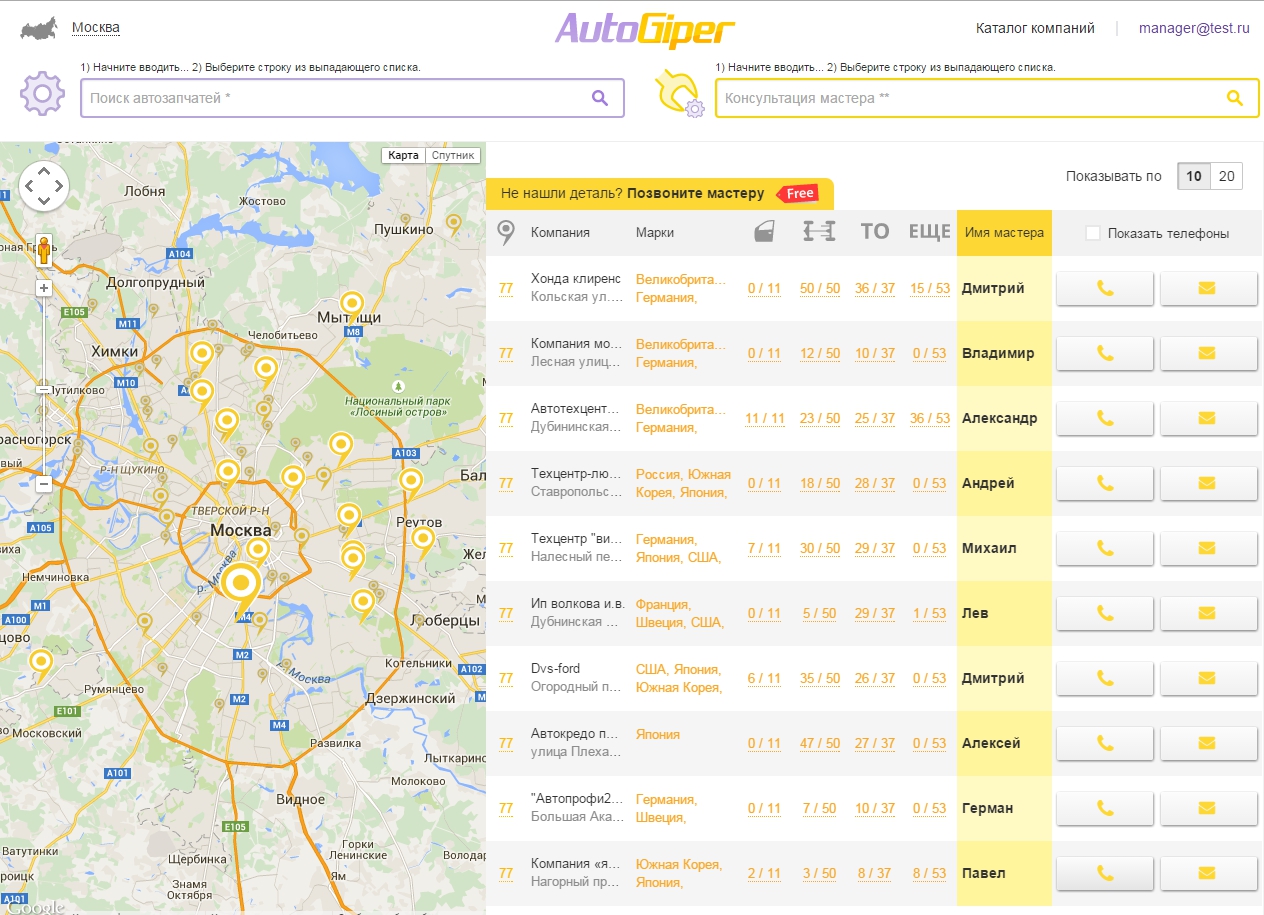 Москва
AutoGiper
Каталог компаний
manager@test.ru
1) Начните вводить... 2) Выберите строку из выпадающего списка.
Поиск автозапчатей *
1) Начните вводить... 2) Выберите строку из выпадающего списка.
Консультация мастера **
Карта Спутник
Лобня
Жостово
Пушкино
A104
Долгопрудный
E105
M11
Мытищи
M8
Челобитьево
Химки
M10
Путилково
Национальный парк
«Лосиный остров»
A103
Р-Н ЩУКИНО
ТВЕРСКОЙ Р-Н
Москва
Реутов
A105
р. Москва
Немчиновка
M1
A100
M4
Люберцы
M2
Котельники
A102
р. Москва
Румянцево
Дзержинский
M2
E101
Московский
M4
Развилка
Лыткарино
A101
Молоково
Видное
E105
Ватутинки
Щербинка
Горки
Ленинские
Знамя
Октября
Ям
A101
Google
Не нашли деталь? Позвоните мастеру Free
Показывать по 10 20
Компания Марки ТО ЕЩЕ Имя мастера Показать телефоны
77 Хонда клиренс Великобрита... 0 / 11 50 / 50 36 / 37 15 / 53 Дмитрий
Кольская ул.... Германия,
77 Компания мо... Великобрита... 0 / 11 12 / 50 10 / 37 0 / 53 Владимир
Лесная улиц... Германия,
77 Автотехцент... Великобрита... 11 / 11 23 / 50 25 / 37 36 / 53 Александр
Дубининская... Германия,
77 Техцентр-лю... Россия, Южная 0 / 11 18 / 50 28 / 37 0 / 53 Андрей
Ставропольс... Корея, Япония,
77 Техцентр "ви... Германия, 7 / 11 30 / 50 29 / 37 0 / 53 Михаил
Налесный пе... Япония, США,
77 Ип волкова и.в. Франция, 0 / 11 5 / 50 29 / 37 1 / 53 Лев
Дубнинская ... Швеция, США,
77 Dvs-ford США, Япония, 6 / 11 35 / 50 26 / 37 0 / 53 Дмитрий
Огородный п... Южная Корея,
77 Автокредо п... Япония 0 / 11 47 / 50 27 / 37 0 / 53 Алексей
улица Плеха...
77 "Автопрофи2... Германия, 0 / 11 7 / 50 10 / 37 0 / 53 Герман
Большая Ака... Швеция,
77 Компания «я... Южная Корея, 2 / 11 3 / 50 8 / 37 8 / 53 Павел
Нагорный пр... Япония,